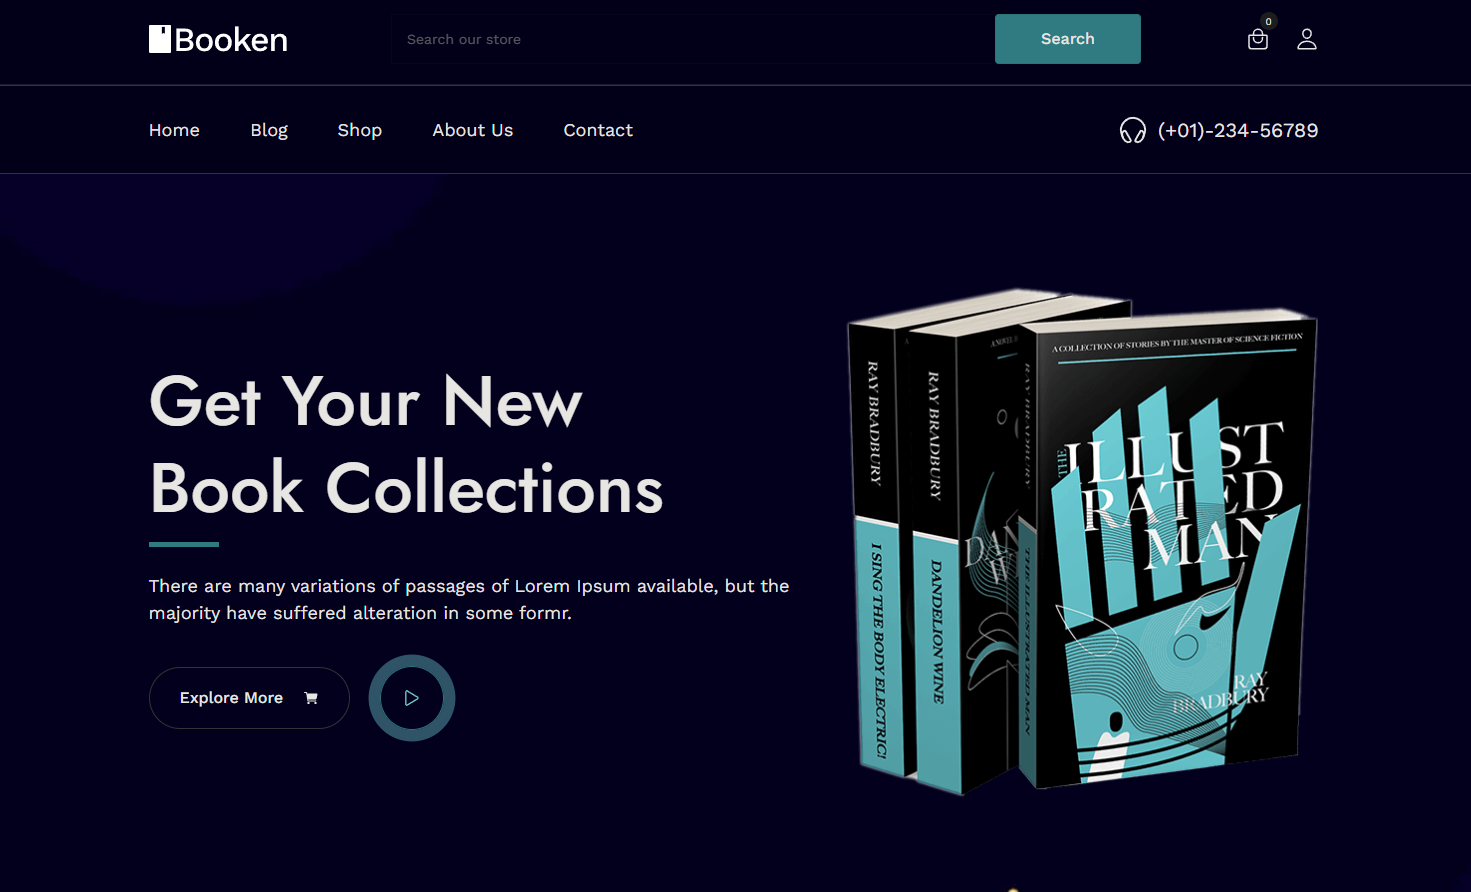 Booken
Search our store
Search
0
Home
Blog
Shop
About Us
Contact
(+01)-234-56789
Get Your New
Book Collections
There are many variations of passages of Lorem Ipsum available, but the
majority have suffered alteration in some formr.
Explore More
RAY BRADBURY
I SING THE BODY ELECTRIC!
RAY BRADBURY
DANDELION WINE
A NOVEL
RAY BRADBURY
THE ILLUSTRATED MAN
A COLLECTION OF STORIES BY THE MASTER OF SCIENCE FICTION
THE
ILLUST
RATED
MAN
RAY
BRADBURY